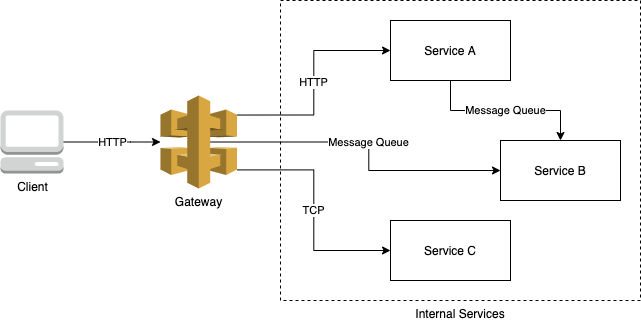 Service A
HTTP
Message Queue
HTTP
Message Queue
Service B
Client
Gateway
TCP
Service C
Internal Services